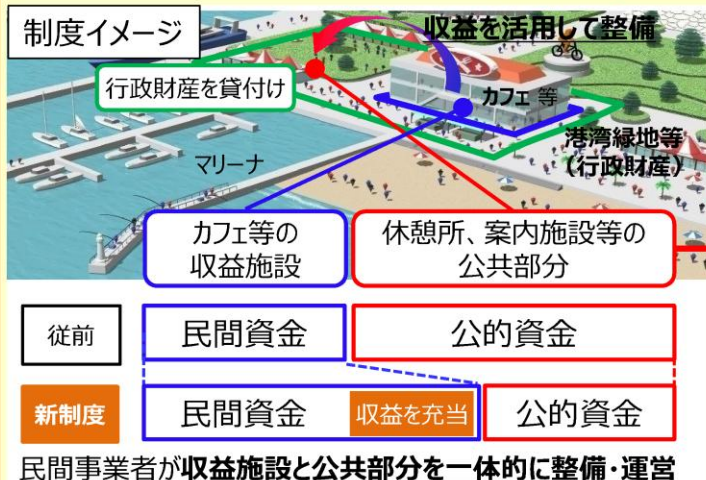 制度イメージ
収益を活用して整備
行政財産を貸付け
カフェ 等
港湾緑地等
(行政財産)
マリーナ
カフェ等の
収益施設
休憩所、案内施設等の
公共部分
従前
民間資金
公的資金
新制度
民間資金
収益を充当
公的資金
民間事業者が収益施設と公共部分を一体的に整備・運営